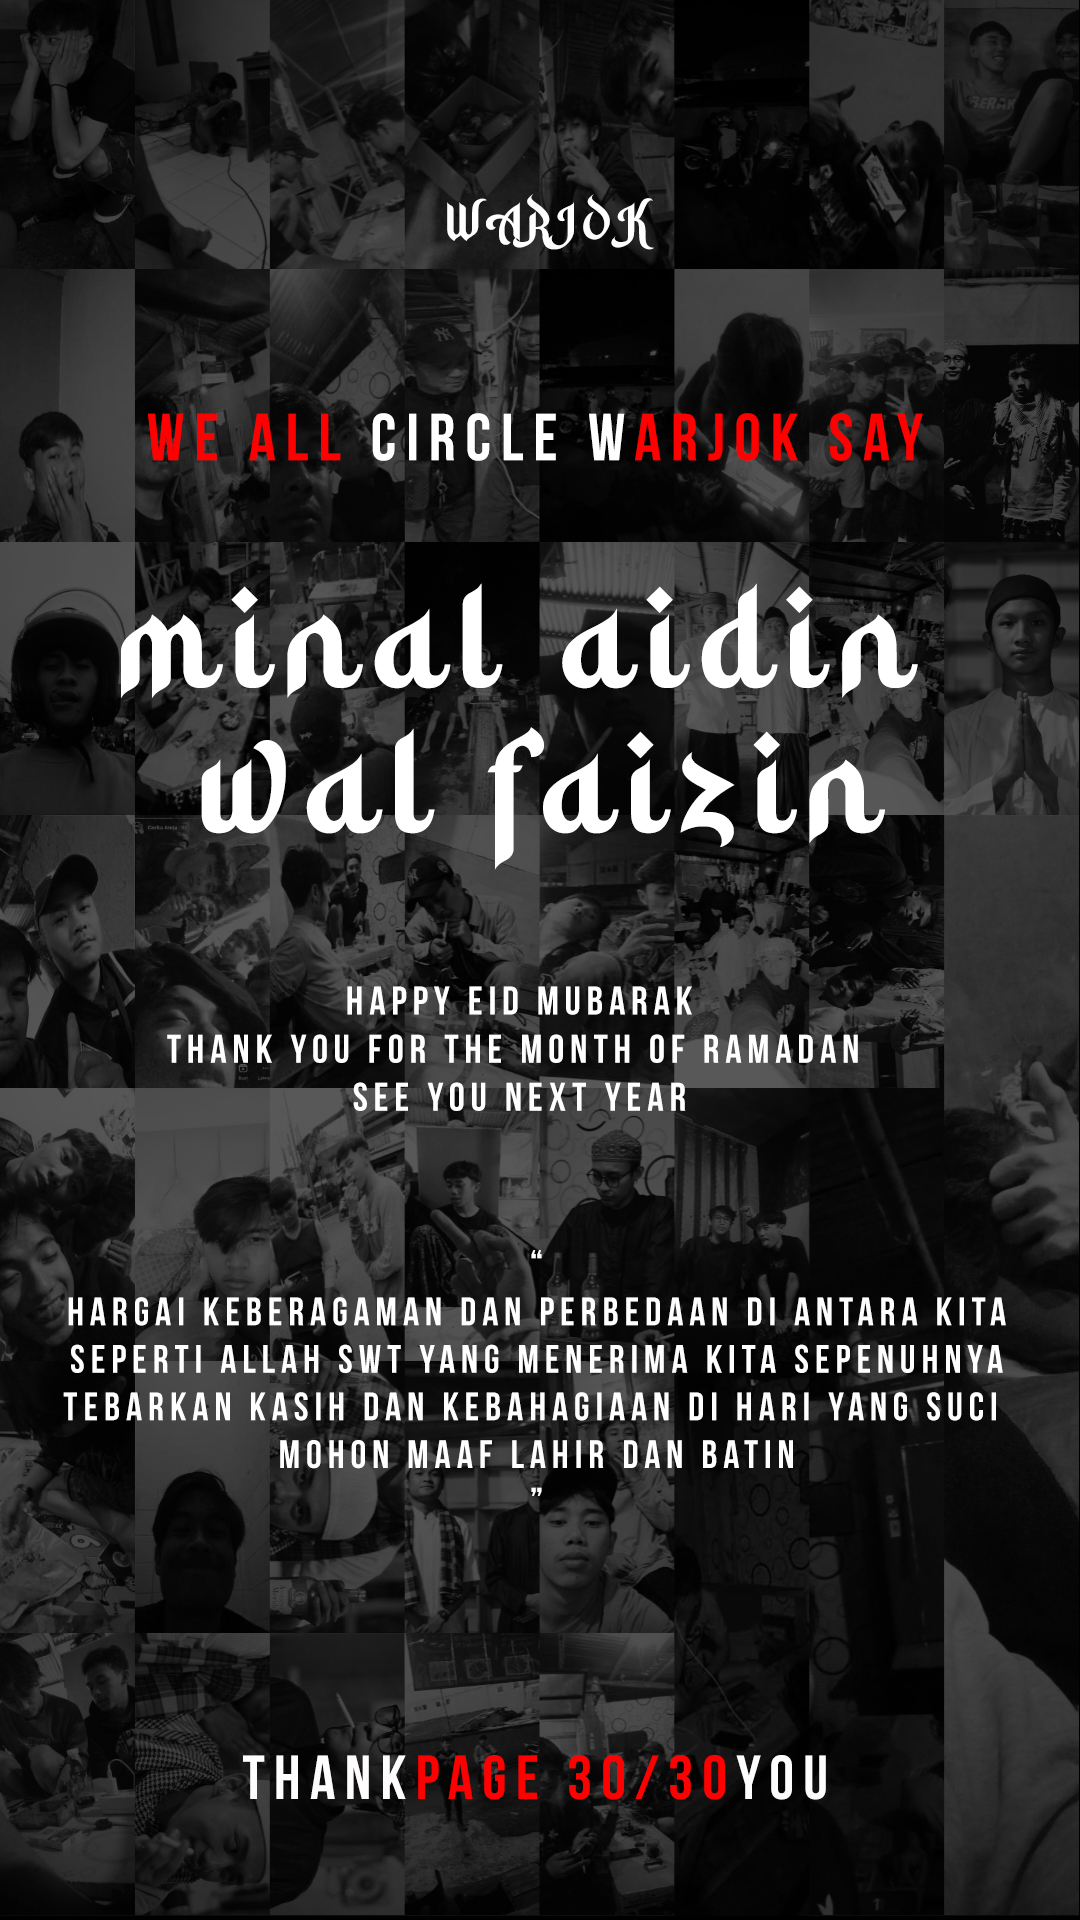 WARJOK
WE ALL CIRCLE WARJOK SAY
minal aidin
wal faizin
HAPPY EID MUBARAK
THANK YOU FOR THE MONTH OF RAMADAN
SEE YOU NEXT YEAR
“
HARGAI KEBERAGAMAN DAN PERBEDAAN DI ANTARA KITA
SEPERTI ALLAH SWT YANG MENERIMA KITA SEPENUHNYA
TEBARKAN KASIH DAN KEBAHAGIAAN DI HARI YANG SUCI
MOHON MAAF LAHIR DAN BATIN
”
THANKPAGE 30/30YOU